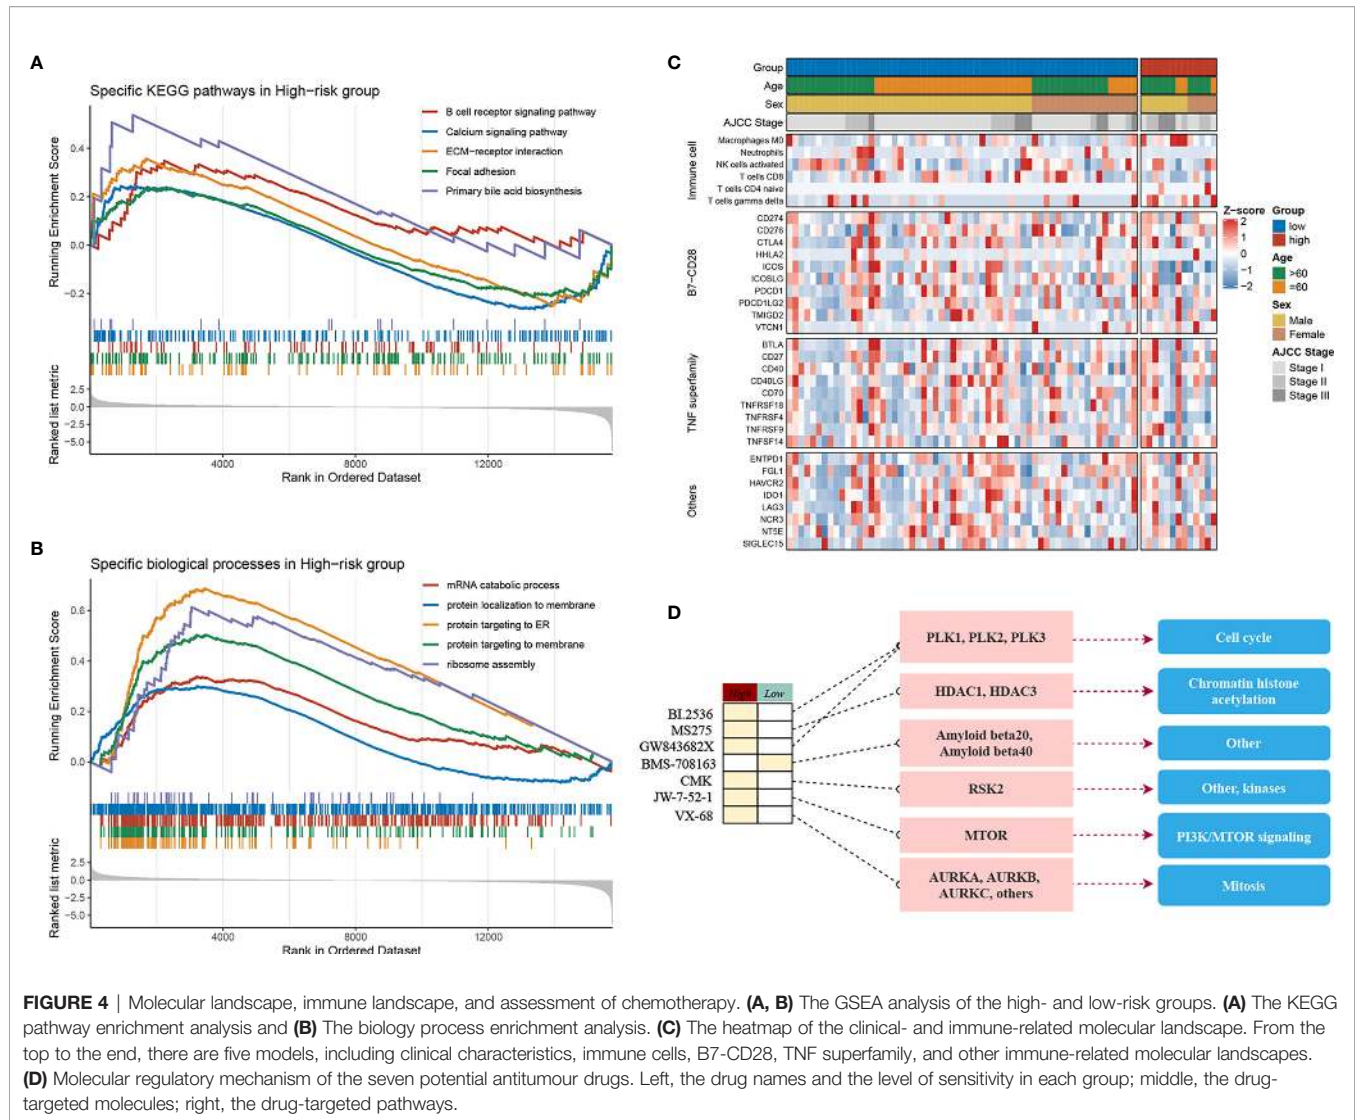 A
Specific KEGG pathways in High-risk group
B cell receptor signaling pathway
Calcium signaling pathway
ECM-receptor interaction
Focal adhesion
Primary bile acid biosynthesis
Running Enrichment Score
0.4
0.2
0.0
−0.2
Ranked list metric
2.5
0.0
−2.5
−5.0
4000 8000 12000
Rank in Ordered Dataset
B
Specific biological processes in High-risk group
mRNA catabolic process
protein localization to membrane
protein targeting to ER
protein targeting to membrane
ribosome assembly
Running Enrichment Score
0.6
0.4
0.2
0.0
Ranked list metric
2.5
0.0
−2.5
−5.0
4000 8000 12000
Rank in Ordered Dataset
C
Group
Age
Sex
AJCC Stage
Immune cell
Macrophages M0
Neutrophils
NK cells activated
T cells CD8
T cells CD4 naive
T cells gamma delta
B7−CD28
CD274
CD276
CTLA4
HHLA2
ICOS
ICOSLG
PDCD1
PDCD1LG2
TMIGD2
VTCN1
TNF superfamily
BTLA
CD27
CD40
CD40LG
CD70
TNFRSF18
TNFRSF4
TNFRSF9
TNFSF14
Others
ENTPD1
FGL1
HAVCR2
IDO1
LAG3
NCR3
NT5E
SIGLEC15
Z−score
2
1
0
−1
−2
Group
low
high
Age
>60
=60
Sex
Male
Female
AJCC Stage
Stage I
Stage II
Stage III
D
High Low
BI.2536
MS275
GW843682X
BMS-708163
CMK
JW-7-52-1
VX-68
PLK1, PLK2, PLK3
HDAC1, HDAC3
Amyloid beta20,
Amyloid beta40
RSK2
MTOR
AURKA, AURKB,
AURKC, others
Cell cycle
Chromatin histone
acetylation
Other
Other, kinases
PI3K/MTOR signaling
Mitosis
FIGURE 4 | Molecular landscape, immune landscape, and assessment of chemotherapy. (A, B) The GSEA analysis of the high- and low-risk groups. (A) The KEGG
pathway enrichment analysis and (B) The biology process enrichment analysis. (C) The heatmap of the clinical- and immune-related molecular landscape. From the
top to the end, there are five models, including clinical characteristics, immune cells, B7-CD28, TNF superfamily, and other immune-related molecular landscapes.
(D) Molecular regulatory mechanism of the seven potential antitumour drugs. Left, the drug names and the level of sensitivity in each group; middle, the drug-
targeted molecules; right, the drug-targeted pathways.